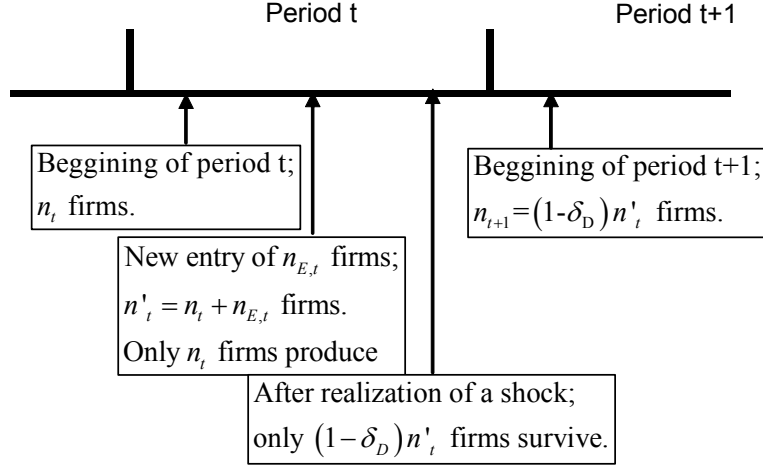 Period t
Period t+1
Beggining of period t;
n_t firms.
Beggining of period t+1;
n_{t+1}=(1-δ_D)n'_t firms.
New entry of n_{E,t} firms;
n'_t = n_t + n_{E,t} firms.
Only n_t firms produce
After realization of a shock;
only (1−δ_D)n'_t firms survive.